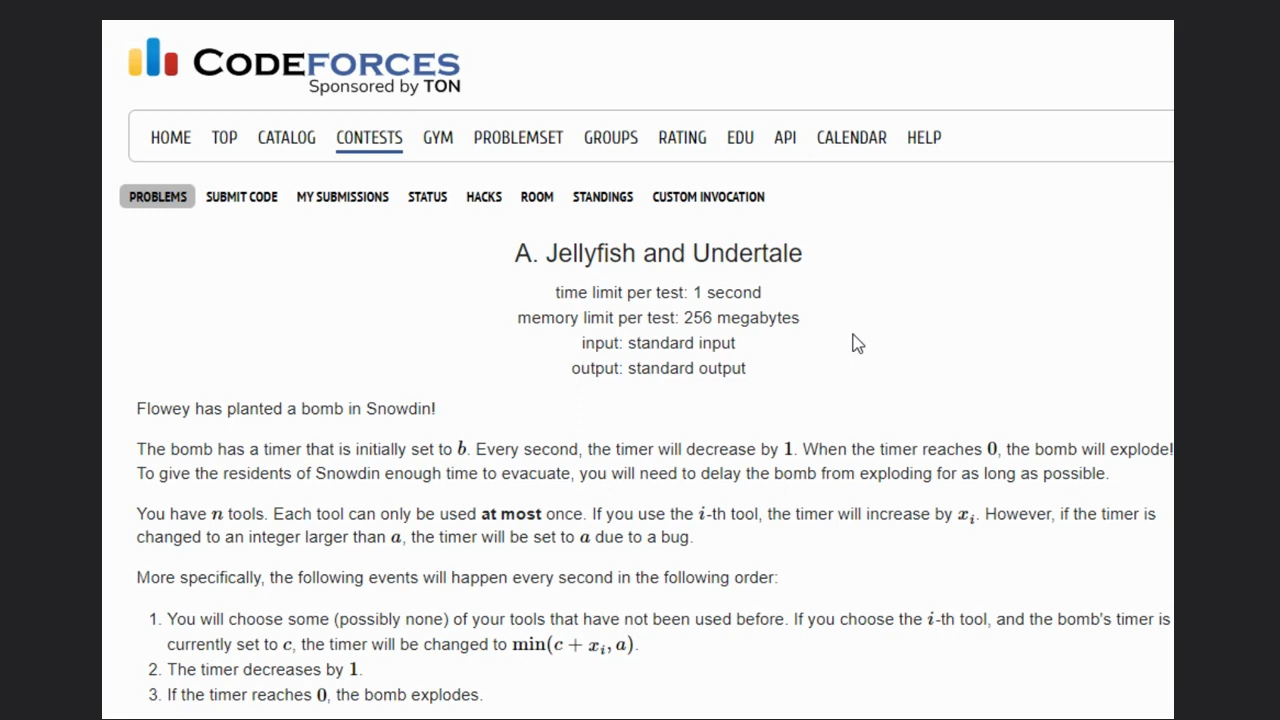 CODEFORCES
Sponsored by TON
HOME TOP CATALOG CONTESTS GYM PROBLEMSET GROUPS RATING EDU API CALENDAR HELP
PROBLEMS SUBMIT CODE MY SUBMISSIONS STATUS HACKS ROOM STANDINGS CUSTOM INVOCATION
A. Jellyfish and Undertale
time limit per test: 1 second
memory limit per test: 256 megabytes
input: standard input
output: standard output
Flowey has planted a bomb in Snowdin!
The bomb has a timer that is initially set to b. Every second, the timer will decrease by 1. When the timer reaches 0, the bomb will explode!
To give the residents of Snowdin enough time to evacuate, you will need to delay the bomb from exploding for as long as possible.
You have n tools. Each tool can only be used at most once. If you use the i-th tool, the timer will increase by xᵢ. However, if the timer is
changed to an integer larger than a, the timer will be set to a due to a bug.
More specifically, the following events will happen every second in the following order:
1. You will choose some (possibly none) of your tools that have not been used before. If you choose the i-th tool, and the bomb's timer is
currently set to c, the timer will be changed to min(c + xᵢ, a).
2. The timer decreases by 1.
3. If the timer reaches 0, the bomb explodes.